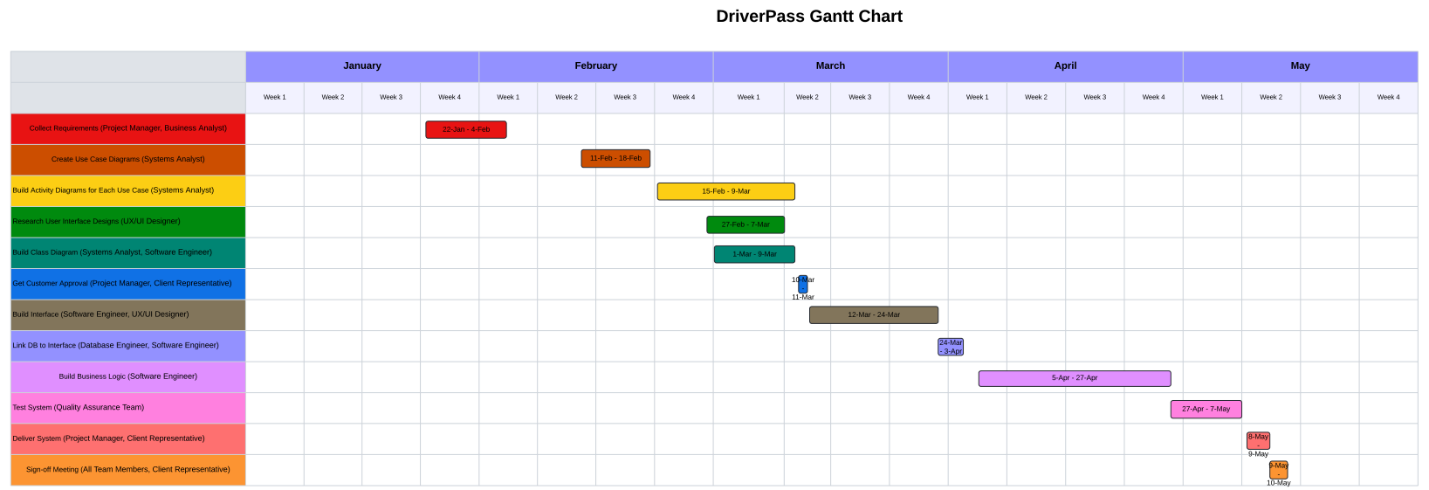 DriverPass Gantt Chart
January February March April May
Week 1 Week 2 Week 3 Week 4 Week 1 Week 2 Week 3 Week 4 Week 1 Week 2 Week 3 Week 4 Week 1 Week 2 Week 3 Week 4 Week 1 Week 2 Week 3 Week 4
Collect Requirements (Project Manager, Business Analyst) 22-Jan - 4-Feb
Create Use Case Diagrams (Systems Analyst) 11-Feb - 18-Feb
Build Activity Diagrams for Each Use Case (Systems Analyst) 15-Feb - 9-Mar
Research User Interface Designs (UX/UI Designer) 27-Feb - 7-Mar
Build Class Diagram (Systems Analyst, Software Engineer) 1-Mar - 9-Mar
Get Customer Approval (Project Manager, Client Representative) 10-Mar
-
11-Mar
Build Interface (Software Engineer, UX/UI Designer) 12-Mar - 24-Mar
Link DB to Interface (Database Engineer, Software Engineer) 24-Mar
- 3-Apr
Build Business Logic (Software Engineer) 5-Apr - 27-Apr
Test System (Quality Assurance Team) 27-Apr - 7-May
Deliver System (Project Manager, Client Representative) 8-May
-
9-May
Sign-off Meeting (All Team Members, Client Representative) 9-May
-
10-May